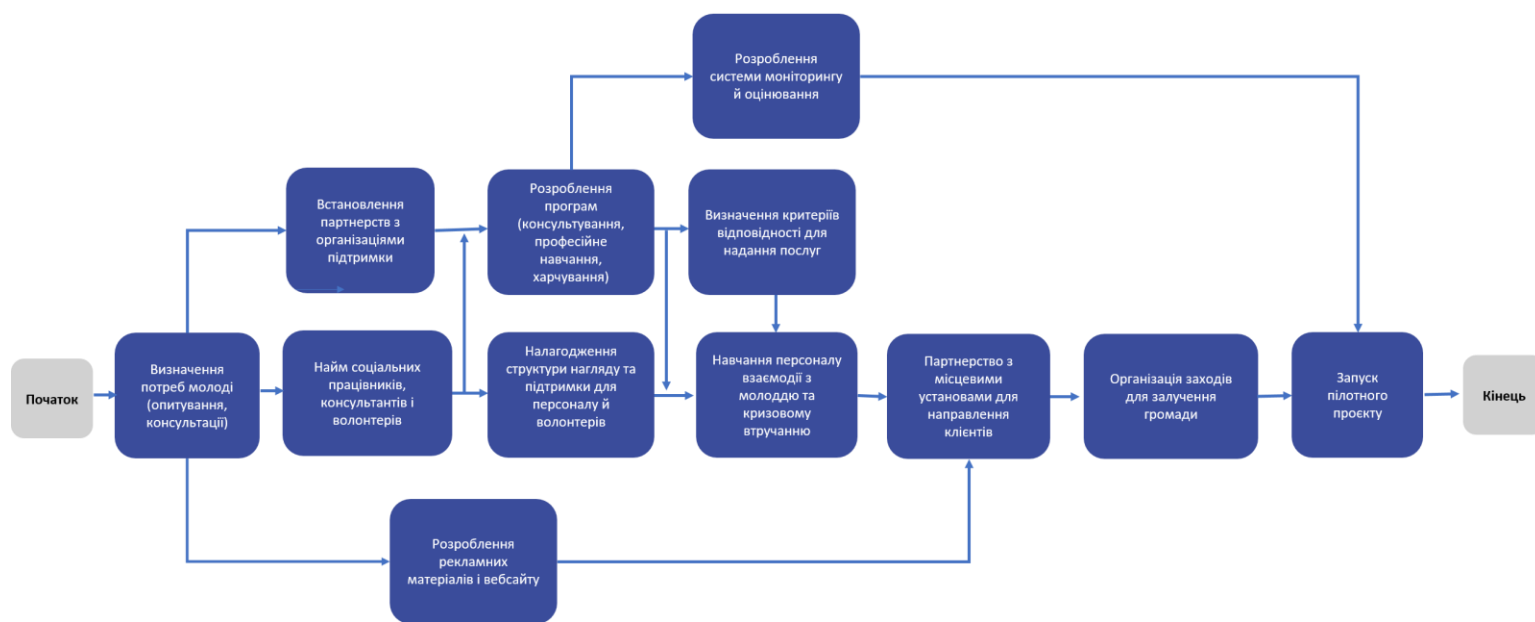 Розроблення
системи моніторингу
й оцінювання
Встановлення
партнерств з
організаціями
підтримки
Розроблення
програм
(консультування,
професійне
навчання,
харчування)
Визначення критеріїв
відповідності для
надання послуг
Початок
Визначення
потреб молоді
(опитування,
консультації)
Найм соціальних
працівників,
консультантів і
волонтерів
Налагодження
структури нагляду та
підтримки для
персоналу й
волонтерів
Навчання персоналу
взаємодії з
молоддю та
кризовому
втручанню
Партнерство з
місцевими
установами для
направлення
клієнтів
Організація заходів
для залучення
громади
Запуск
пілотного
проєкту
Кінець
Розроблення
рекламних
матеріалів і вебсайту